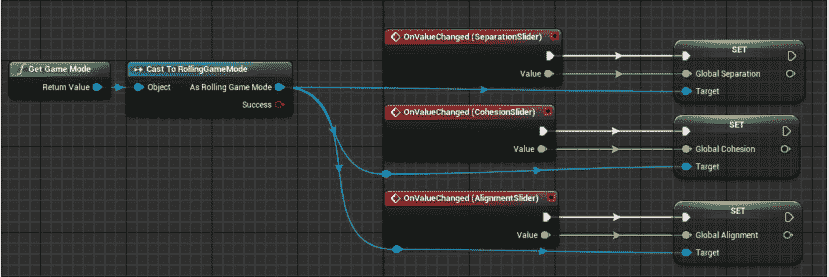 Get Game Mode
Return Value
Cast To RollingGameMode
Object
As Rolling Game Mode
Success
OnValueChanged (SeparationSlider)
Value
SET
Global Separation
Target
OnValueChanged (CohesionSlider)
Value
SET
Global Cohesion
Target
OnValueChanged (AlignmentSlider)
Value
SET
Global Alignment
Target